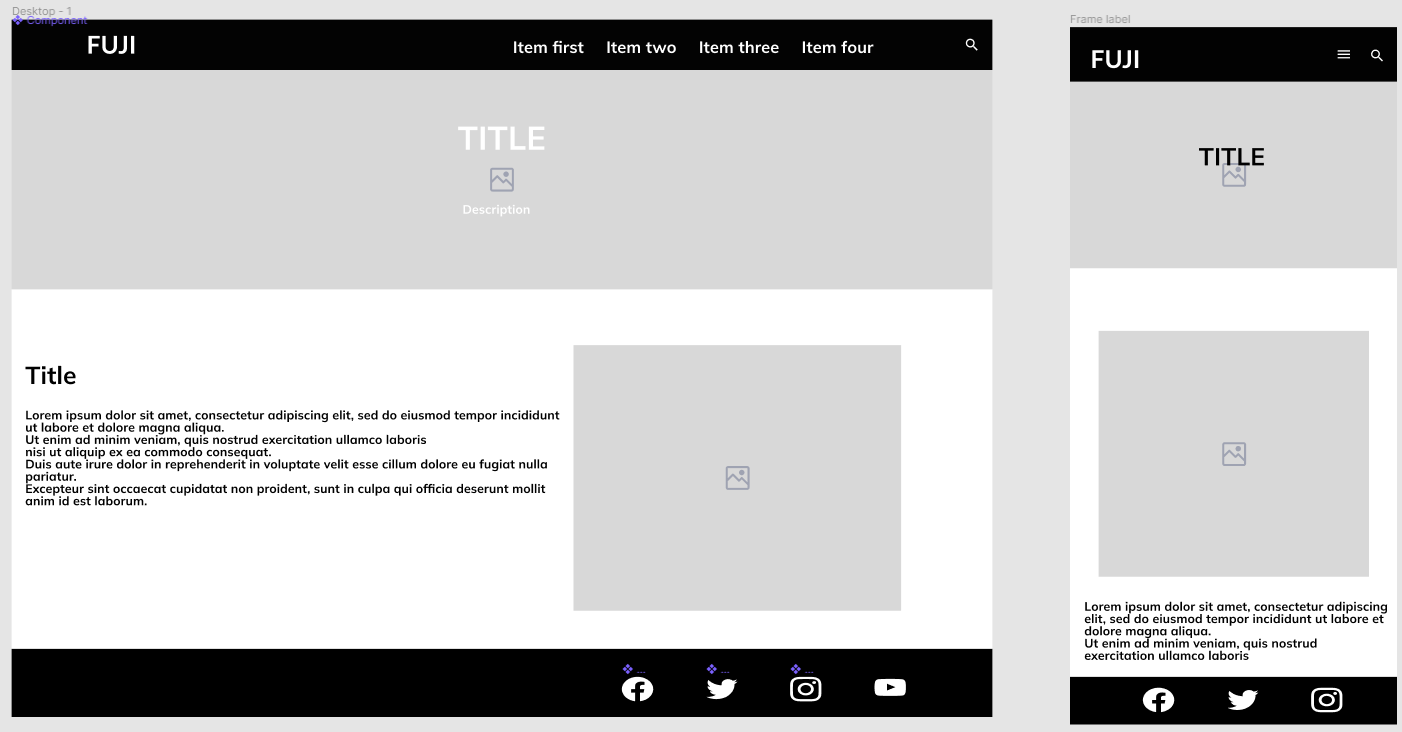 Desktop - 1
Component
FUJI
Item first
Item two
Item three
Item four
TITLE
Description
Title
Lorem ipsum dolor sit amet, consectetur adipiscing elit, sed do eiusmod tempor incididunt
ut labore et dolore magna aliqua.
Ut enim ad minim veniam, quis nostrud exercitation ullamco laboris
nisi ut aliquip ex ea commodo consequat.
Duis aute irure dolor in reprehenderit in voluptate velit esse cillum dolore eu fugiat nulla
pariatur.
Excepteur sint occaecat cupidatat non proident, sunt in culpa qui officia deserunt mollit
anim id est laborum.
...
...
...
Frame label
FUJI
TITLE
Lorem ipsum dolor sit amet, consectetur adipiscing
elit, sed do eiusmod tempor incididunt ut labore et
dolore magna aliqua.
Ut enim ad minim veniam, quis nostrud
exercitation ullamco laboris